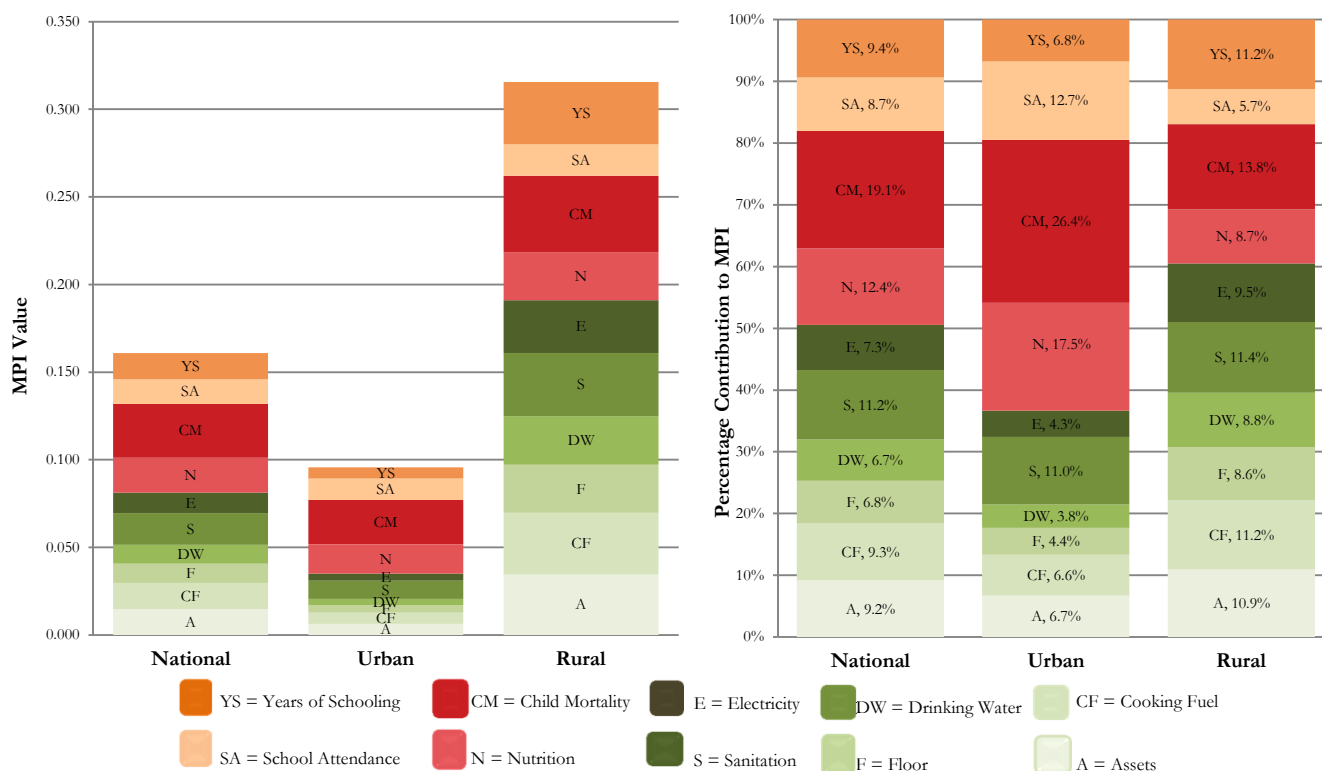 MPI Value
0.350
0.300
0.250
0.200
0.150
0.100
0.050
0.000
YS
SA
CM
N
E
S
DW
F
CF
A
YS
SA
CM
N
E
S
DW
F
CF
A
YS
SA
CM
N
E
S
DW
F
CF
A
National
Urban
Rural
Percentage Contribution to MPI
100%
90%
80%
70%
60%
50%
40%
30%
20%
10%
0%
YS, 9.4%
SA, 8.7%
CM, 19.1%
N, 12.4%
E, 7.3%
S, 11.2%
DW, 6.7%
F, 6.8%
CF, 9.3%
A, 9.2%
YS, 6.8%
SA, 12.7%
CM, 26.4%
N, 17.5%
E, 4.3%
S, 11.0%
DW, 3.8%
F, 4.4%
CF, 6.6%
A, 6.7%
YS, 11.2%
SA, 5.7%
CM, 13.8%
N, 8.7%
E, 9.5%
S, 11.4%
DW, 8.8%
F, 8.6%
CF, 11.2%
A, 10.9%
National
Urban
Rural
YS = Years of Schooling
CM = Child Mortality
E = Electricity
DW = Drinking Water
CF = Cooking Fuel
SA = School Attendance
N = Nutrition
S = Sanitation
F = Floor
A = Assets